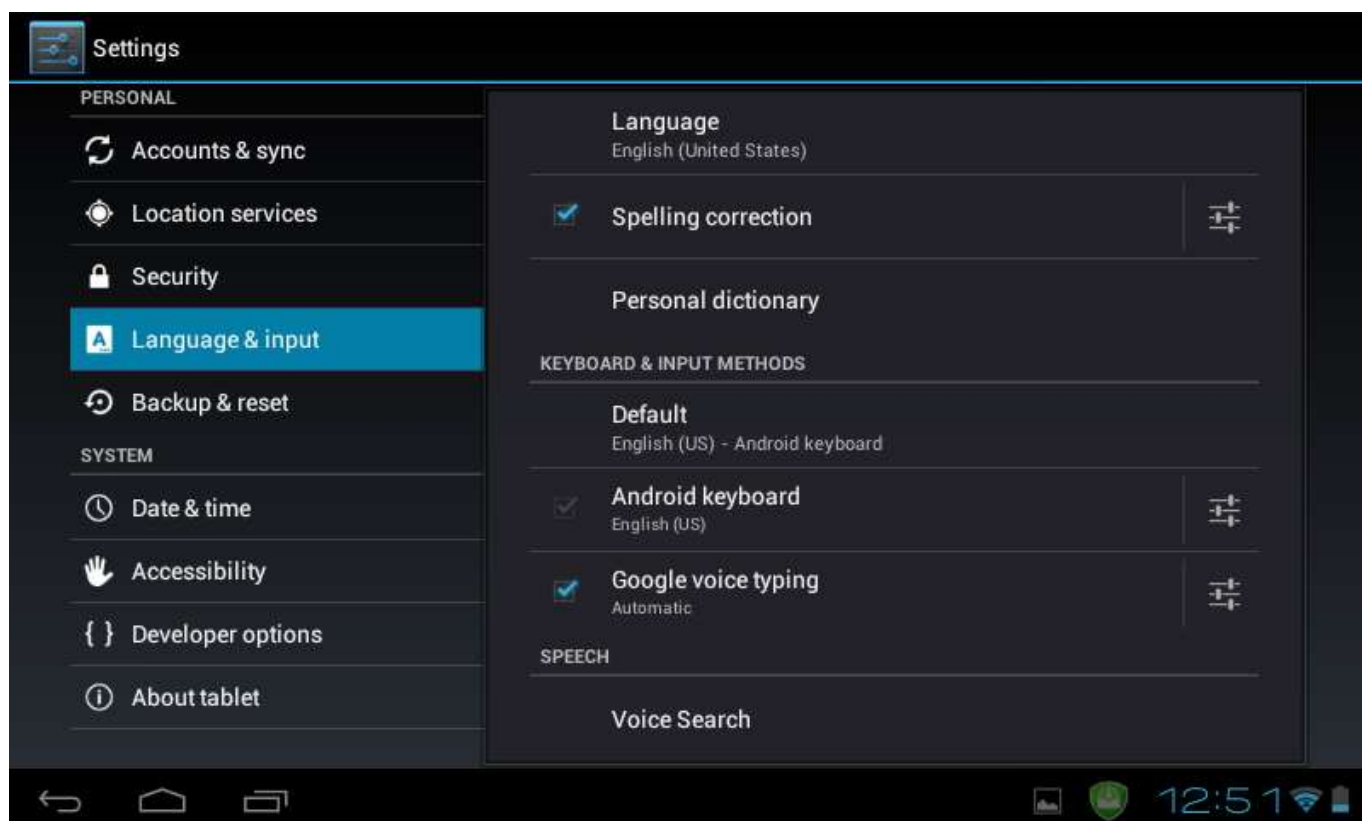 Settings
PERSONAL
Accounts & sync
Location services
Security
Language & input
Backup & reset
SYSTEM
Date & time
Accessibility
{ } Developer options
About tablet
Language
English (United States)
Spelling correction
Personal dictionary
KEYBOARD & INPUT METHODS
Default
English (US) - Android keyboard
Android keyboard
English (US)
Google voice typing
Automatic
SPEECH
Voice Search
12:51